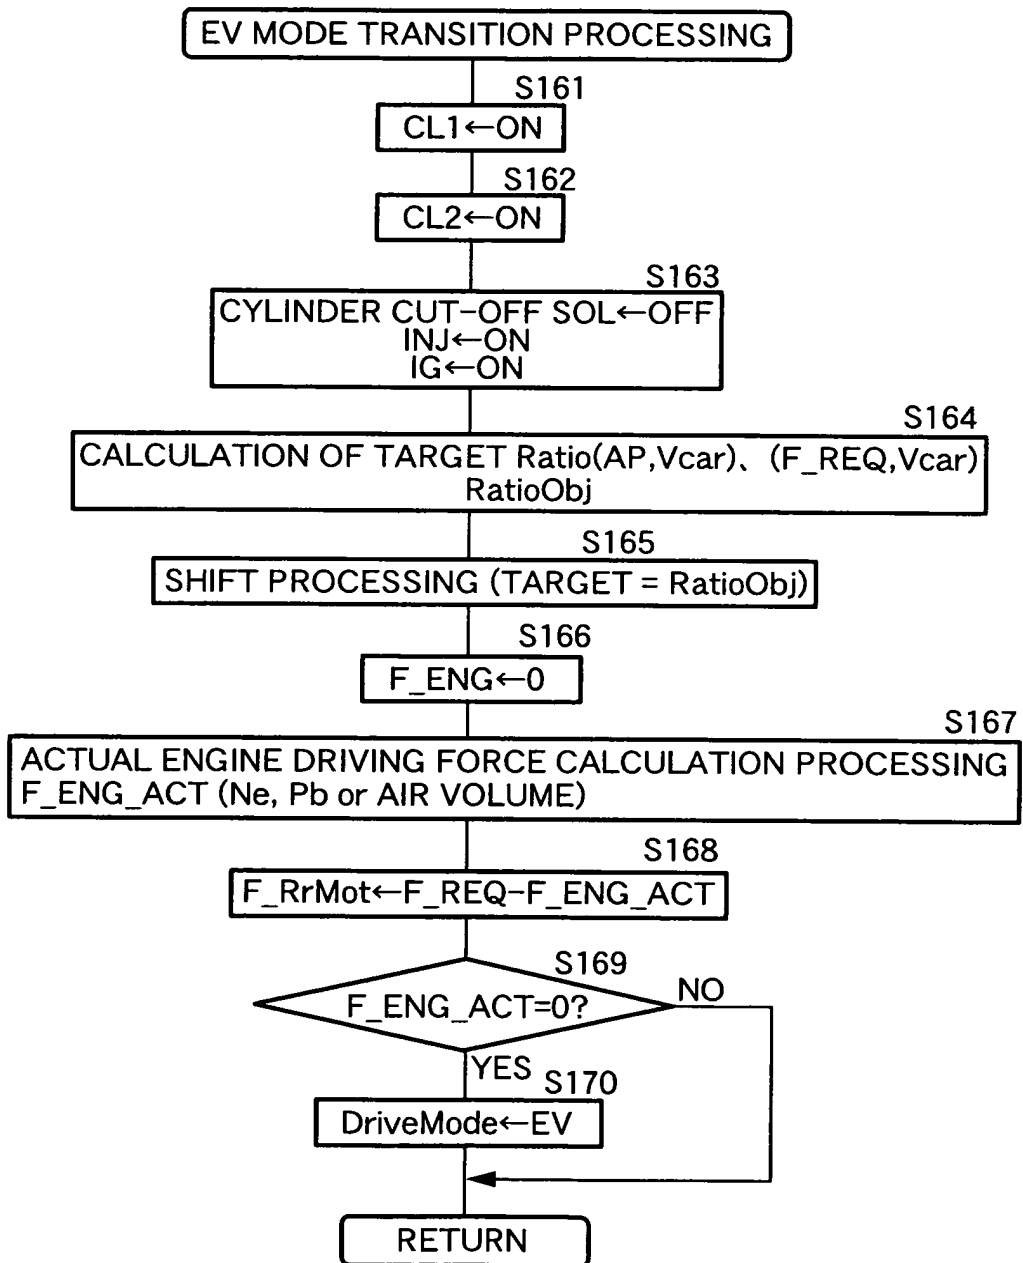 EV MODE TRANSITION PROCESSING
S161
CL1←ON
S162
CL2←ON
S163
CYLINDER CUT-OFF SOL←OFF
INJ←ON
IG←ON
S164
CALCULATION OF TARGET Ratio(AP,Vcar)、(F_REQ,Vcar)
RatioObj
S165
SHIFT PROCESSING (TARGET = RatioObj)
S166
F_ENG←0
S167
ACTUAL ENGINE DRIVING FORCE CALCULATION PROCESSING
F_ENG_ACT (Ne, Pb or AIR VOLUME)
S168
F_RrMot←F_REQ-F_ENG_ACT
S169
F_ENG_ACT=0?
NO
YES
S170
DriveMode←EV
RETURN